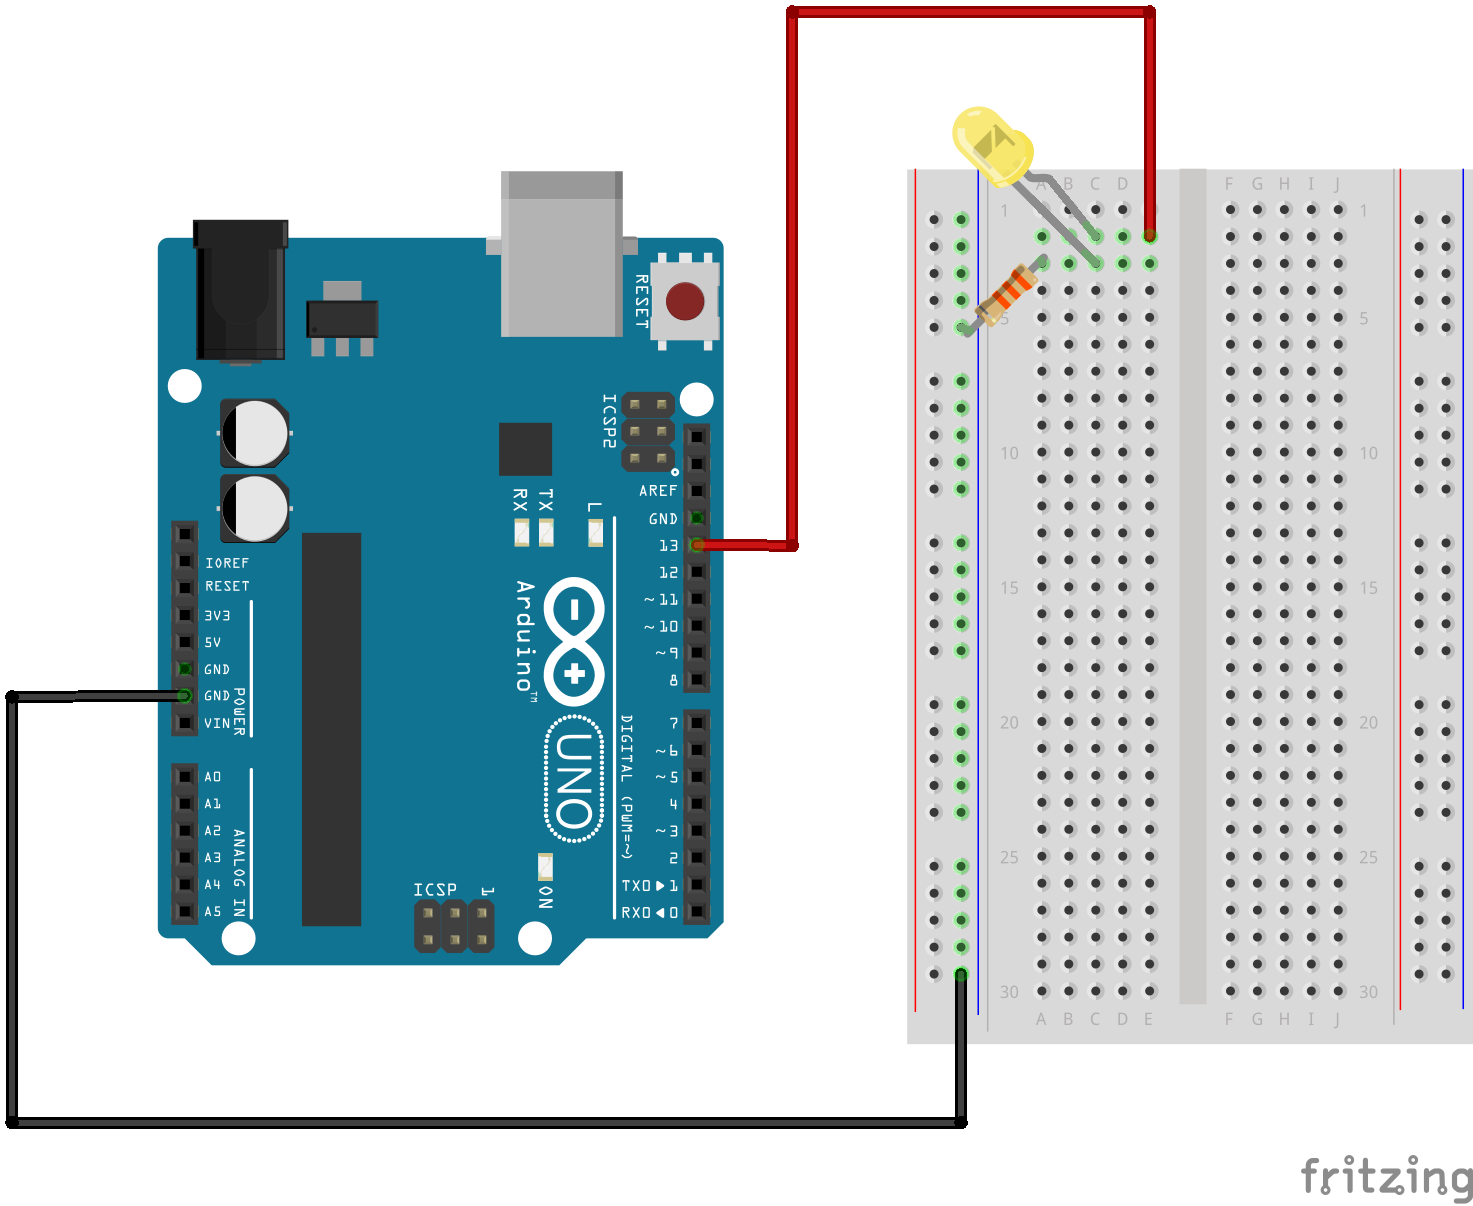 RESET
ICSP2
AREF
GND
13
12
~11
~10
~9
8
7
~6
~5
4
~3
2
TX0▶1
RX0◀0
RX
TX
L
Arduino™
UNO
DIGITAL (PWM=~)
ON
ICSP
1
IOREF
RESET
3V3
5V
GND
GND
VIN
POWER
A0
A1
A2
A3
A4
A5
ANALOG IN
A B C D E F G H I J
1 1
5 5
10 10
15 15
20 20
25 25
30 30
A B C D E F G H I J
fritzing